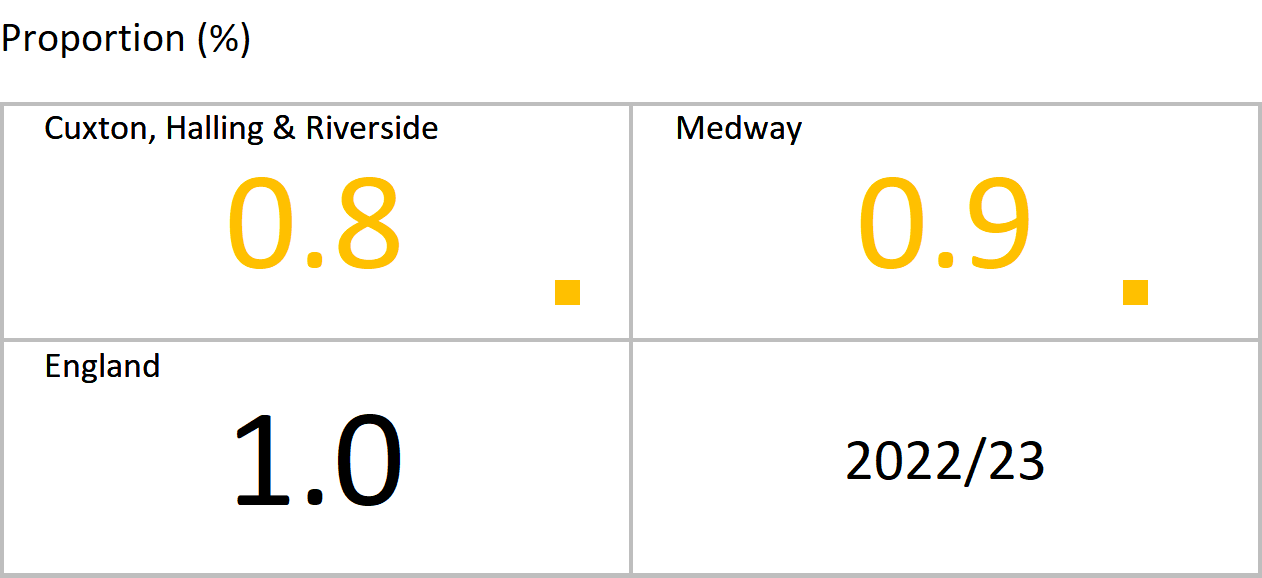 Proportion (%)
Cuxton, Halling & Riverside
0.8
Medway
0.9
England
1.0
2022/23